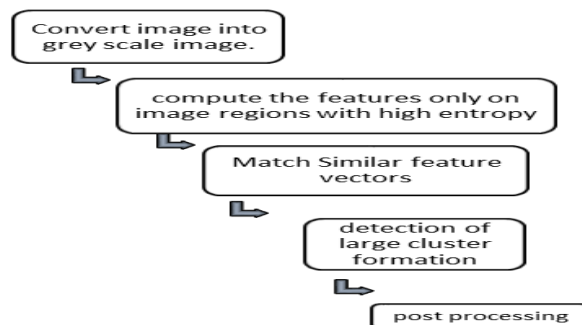 Convert image into
grey scale image.
compute the features only on
image regions with high entropy
Match Similar feature
vectors
detection of
large cluster
formation
post processing